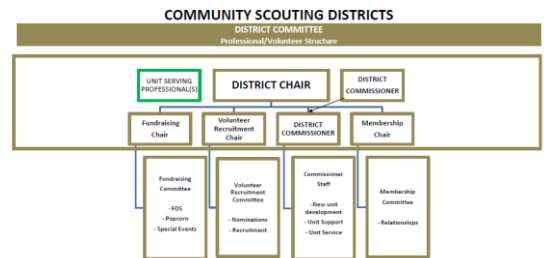 COMMUNITY SCOUTING DISTRICTS
DISTRICT COMMITTEE
Professional/Volunteer Structure
UNIT SERVING
PROFESSIONAL(S)
DISTRICT CHAIR
DISTRICT
COMMISSIONER
Fundraising
Chair
Volunteer
Recruitment
Chair
DISTRICT
COMMISSIONER
Membership
Chair
Fundraising
Committee
- FOS
- Popcorn
- Special Events
Volunteer
Recruitment
Committee
- Nominations
- Recruitment
Commissioner
Staff
-New unit
development
- Unit Support
- Unit Service
Membership
Committee
- Relationships